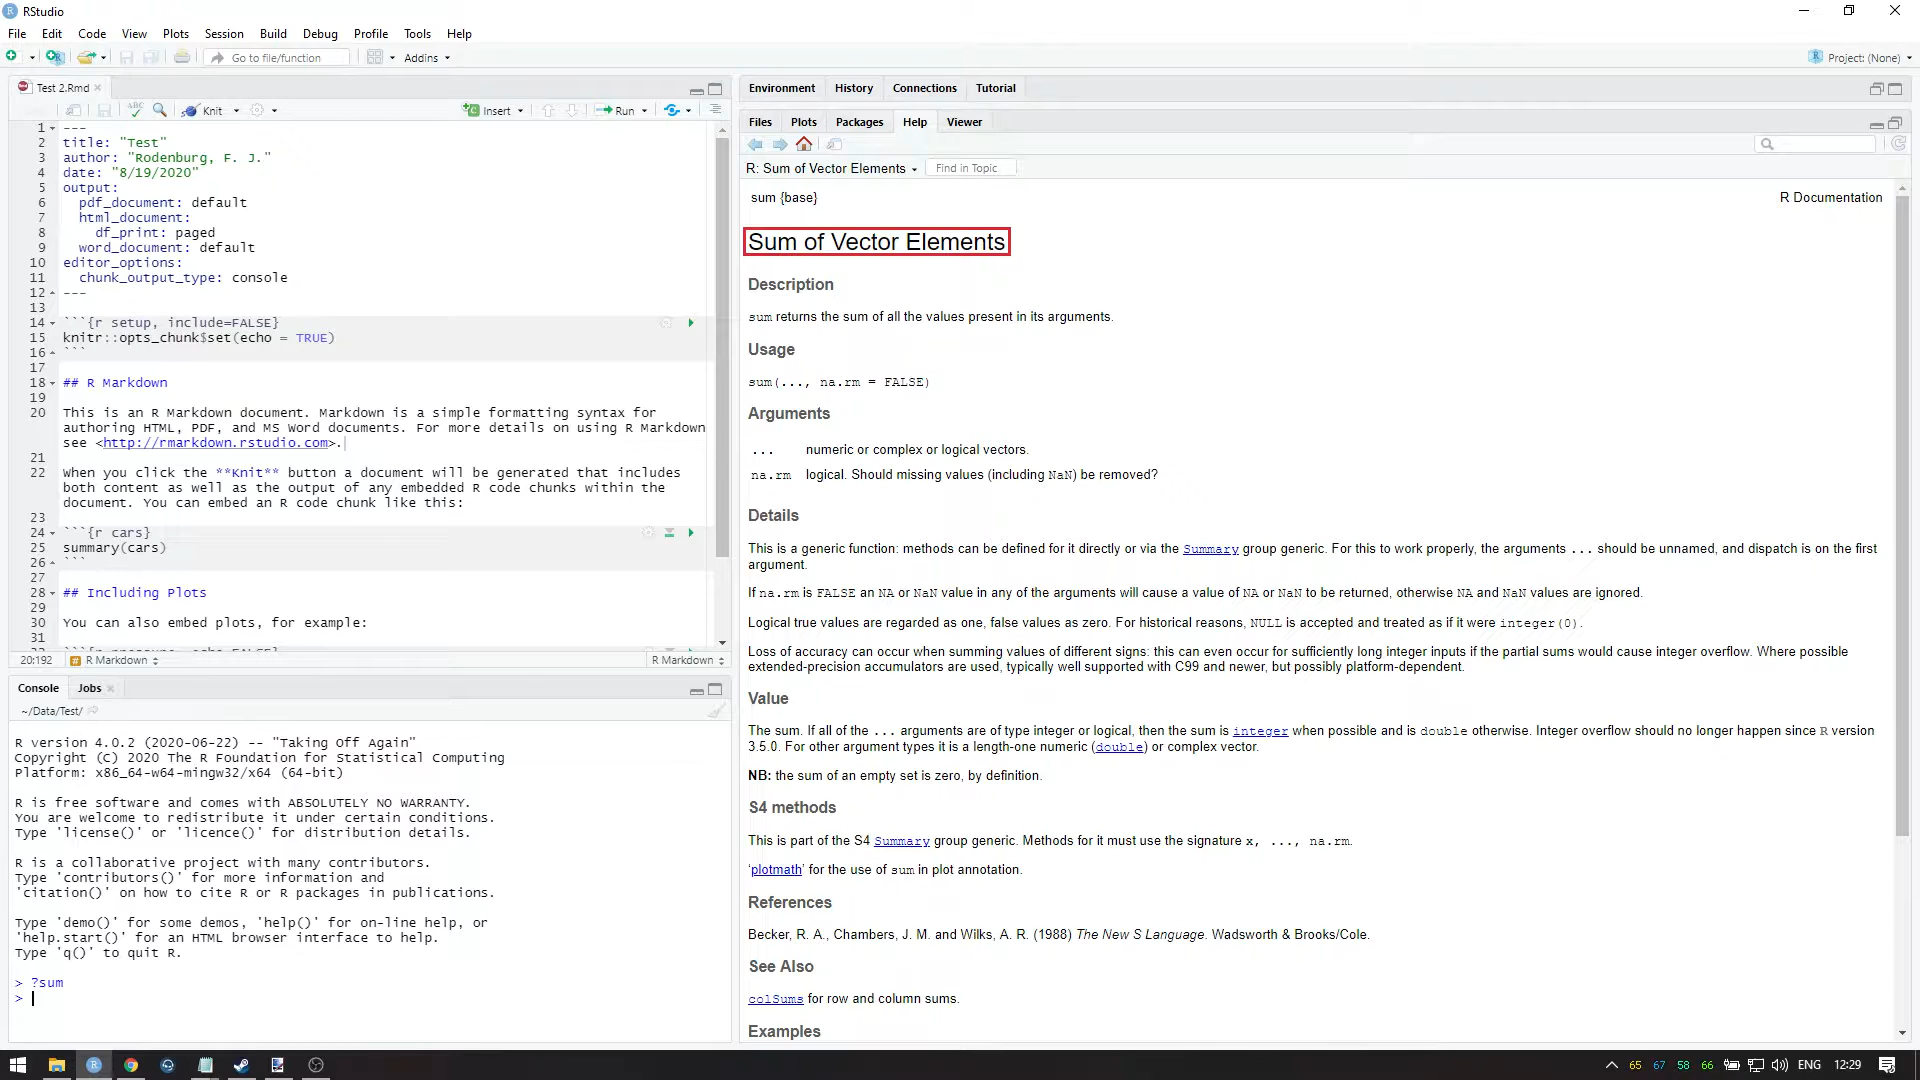 RStudio
File Edit Code View Plots Session Build Debug Profile Tools Help
Go to file/function Addins Project: (None)
Test 2.Rmd
ABC Knit Insert Run
1 ---
2 title: "Test"
3 author: "Rodenburg, F. J."
4 date: "8/19/2020"
5 output:
6 pdf_document: default
7 html_document:
8 df_print: paged
9 word_document: default
10 editor_options:
11 chunk_output_type: console
12 ---
13
14 ```{r setup, include=FALSE}
15 knitr::opts_chunk$set(echo = TRUE)
16 ```
17
18 ## R Markdown
19
20 This is an R Markdown document. Markdown is a simple formatting syntax for
authoring HTML, PDF, and MS Word documents. For more details on using R Markdown
see <http://rmarkdown.rstudio.com>.
21
22 When you click the **Knit** button a document will be generated that includes
both content as well as the output of any embedded R code chunks within the
document. You can embed an R code chunk like this:
23
24 ```{r cars}
25 summary(cars)
26 ```
27
28 ## Including Plots
29
30 You can also embed plots, for example:
31
20:192 R Markdown R Markdown
Console Jobs
~/Data/Test/
R version 4.0.2 (2020-06-22) -- "Taking Off Again"
Copyright (C) 2020 The R Foundation for Statistical Computing
Platform: x86_64-w64-mingw32/x64 (64-bit)
R is free software and comes with ABSOLUTELY NO WARRANTY.
You are welcome to redistribute it under certain conditions.
Type 'license()' or 'licence()' for distribution details.
R is a collaborative project with many contributors.
Type 'contributors()' for more information and
'citation()' on how to cite R or R packages in publications.
Type 'demo()' for some demos, 'help()' for on-line help, or
'help.start()' for an HTML browser interface to help.
Type 'q()' to quit R.
> ?sum
>
Environment History Connections Tutorial
Files Plots Packages Help Viewer
R: Sum of Vector Elements Find in Topic
sum {base} R Documentation
Sum of Vector Elements
Description
sum returns the sum of all the values present in its arguments.
Usage
sum(..., na.rm = FALSE)
Arguments
... numeric or complex or logical vectors.
na.rm logical. Should missing values (including NaN) be removed?
Details
This is a generic function: methods can be defined for it directly or via the Summary group generic. For this to work properly, the arguments ... should be unnamed, and dispatch is on the first
argument.
If na.rm is FALSE an NA or NaN value in any of the arguments will cause a value of NA or NaN to be returned, otherwise NA and NaN values are ignored.
Logical true values are regarded as one, false values as zero. For historical reasons, NULL is accepted and treated as if it were integer(0).
Loss of accuracy can occur when summing values of different signs: this can even occur for sufficiently long integer inputs if the partial sums would cause integer overflow. Where possible
extended-precision accumulators are used, typically well supported with C99 and newer, but possibly platform-dependent.
Value
The sum. If all of the ... arguments are of type integer or logical, then the sum is integer when possible and is double otherwise. Integer overflow should no longer happen since R version
3.5.0. For other argument types it is a length-one numeric (double) or complex vector.
NB: the sum of an empty set is zero, by definition.
S4 methods
This is part of the S4 Summary group generic. Methods for it must use the signature x, ..., na.rm.
‘plotmath’ for the use of sum in plot annotation.
References
Becker, R. A., Chambers, J. M. and Wilks, A. R. (1988) The New S Language. Wadsworth & Brooks/Cole.
See Also
colSums for row and column sums.
Examples
65 67 58 66 ENG 12:29